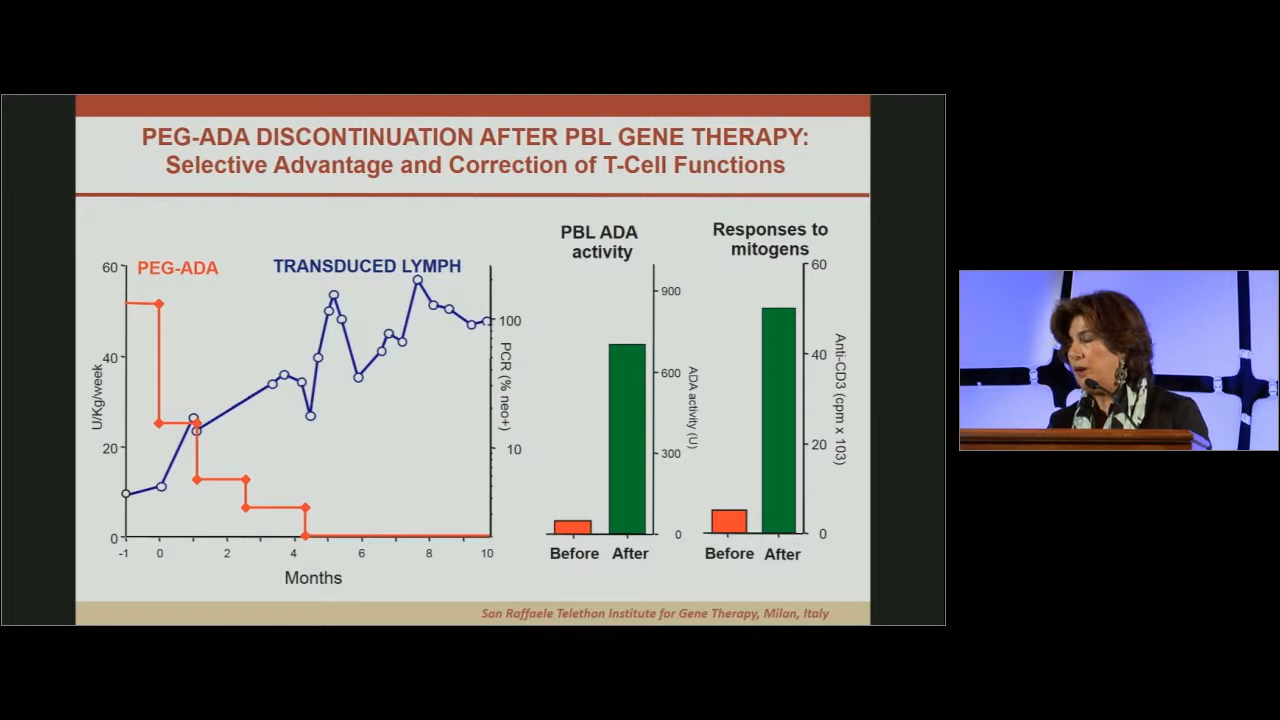 PEG-ADA DISCONTINUATION AFTER PBL GENE THERAPY:
Selective Advantage and Correction of T-Cell Functions
PEG-ADA
TRANSDUCED LYMPH
60
40
20
0
U/Kg/week
100
10
PCR (% neo+)
-1
0
2
4
6
8
10
Months
PBL ADA
activity
900
600
300
0
ADA activity (U)
Before
After
Responses to
mitogens
60
40
20
0
Anti-CD3 (cpm x 103)
Before
After
San Raffaele Telethon Institute for Gene Therapy, Milan, Italy